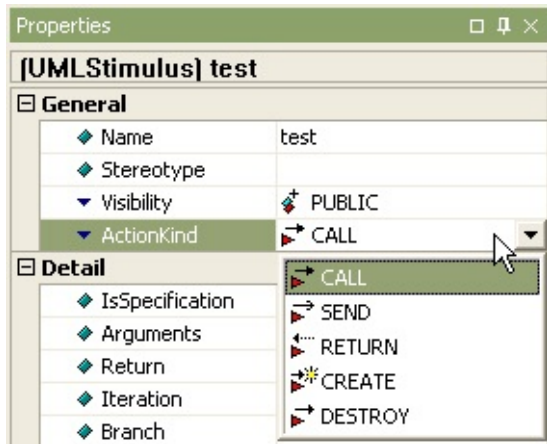 Properties
(UMLStimulus) test
General
Name test
Stereotype
Visibility PUBLIC
ActionKind CALL
Detail
CALL
IsSpecification
SEND
Arguments
RETURN
Return
CREATE
Iteration
DESTROY
Branch